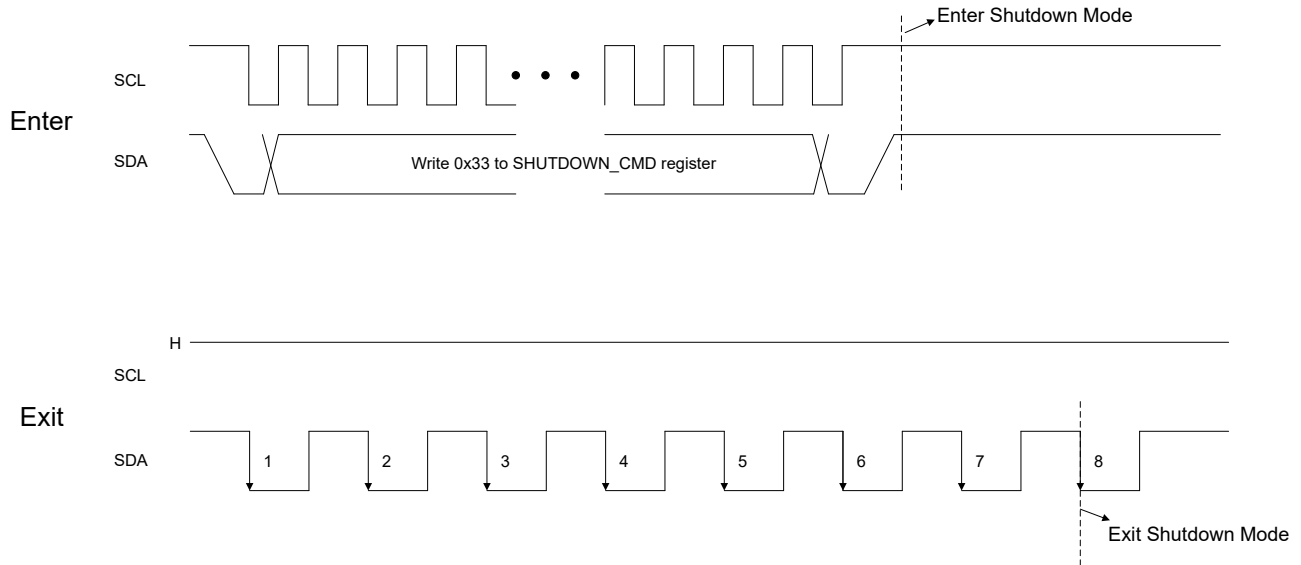 Enter Shutdown Mode
SCL
Enter
SDA
Write 0x33 to SHUTDOWN_CMD register
H
SCL
Exit
SDA
1 2 3 4 5 6 7 8
Exit Shutdown Mode